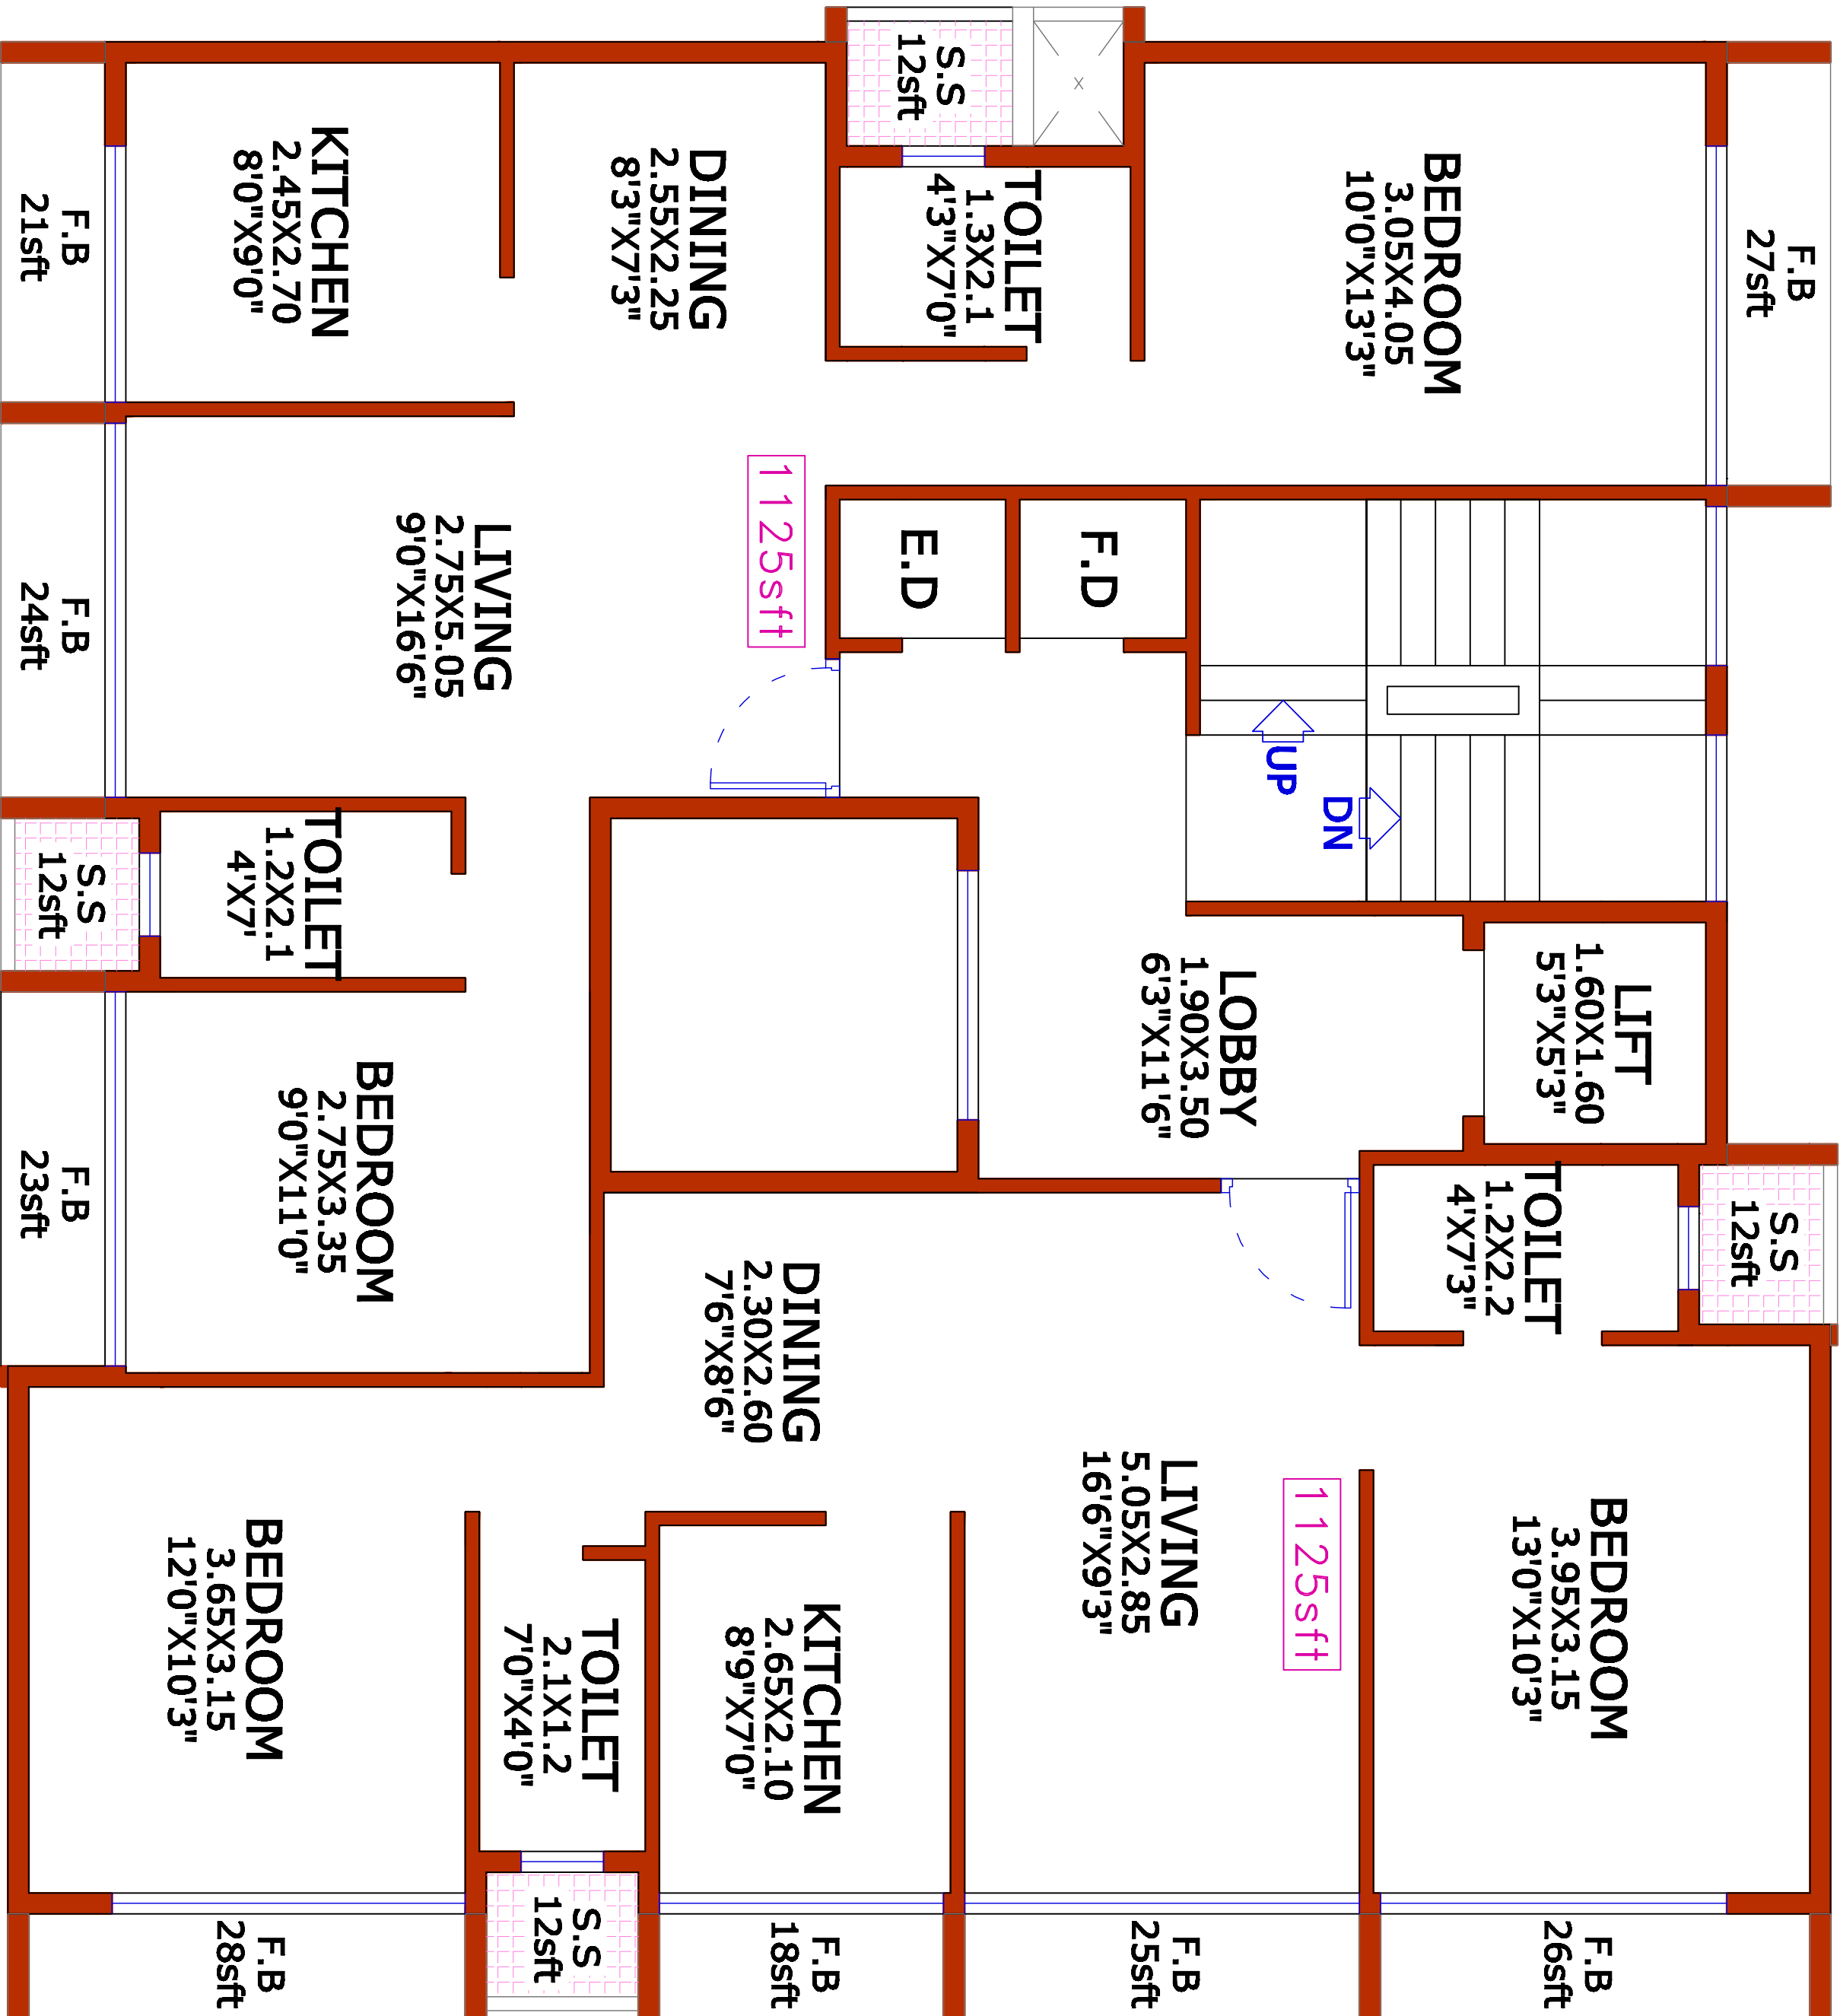 F.B
27sft
BEDROOM
3.05X4.05
10'0"X13'3"
S.S
12sft
TOILET
1.3X2.1
4'3"X7'0"
DINING
2.55X2.25
8'3"X7'3"
KITCHEN
2.45X2.70
8'0"X9'0"
F.B
21sft
F.D
E.D
1125sft
LIVING
2.75X5.05
9'0"X16'6"
F.B
24sft
UP
DN
LIFT
1.60X1.60
5'3"X5'3"
LOBBY
1.90X3.50
6'3"X11'6"
TOILET
1.2X2.1
4'X7'
S.S
12sft
BEDROOM
2.75X3.35
9'0"X11'0"
F.B
23sft
S.S
12sft
TOILET
1.2X2.2
4'X7'3"
DINING
2.30X2.60
7'6"X8'6"
BEDROOM
3.95X3.15
13'0"X10'3"
1125sft
LIVING
5.05X2.85
16'6"X9'3"
KITCHEN
2.65X2.10
8'9"X7'0"
TOILET
2.1X1.2
7'0"X4'0"
BEDROOM
3.65X3.15
12'0"X10'3"
F.B
26sft
F.B
25sft
F.B
18sft
S.S
12sft
F.B
28sft